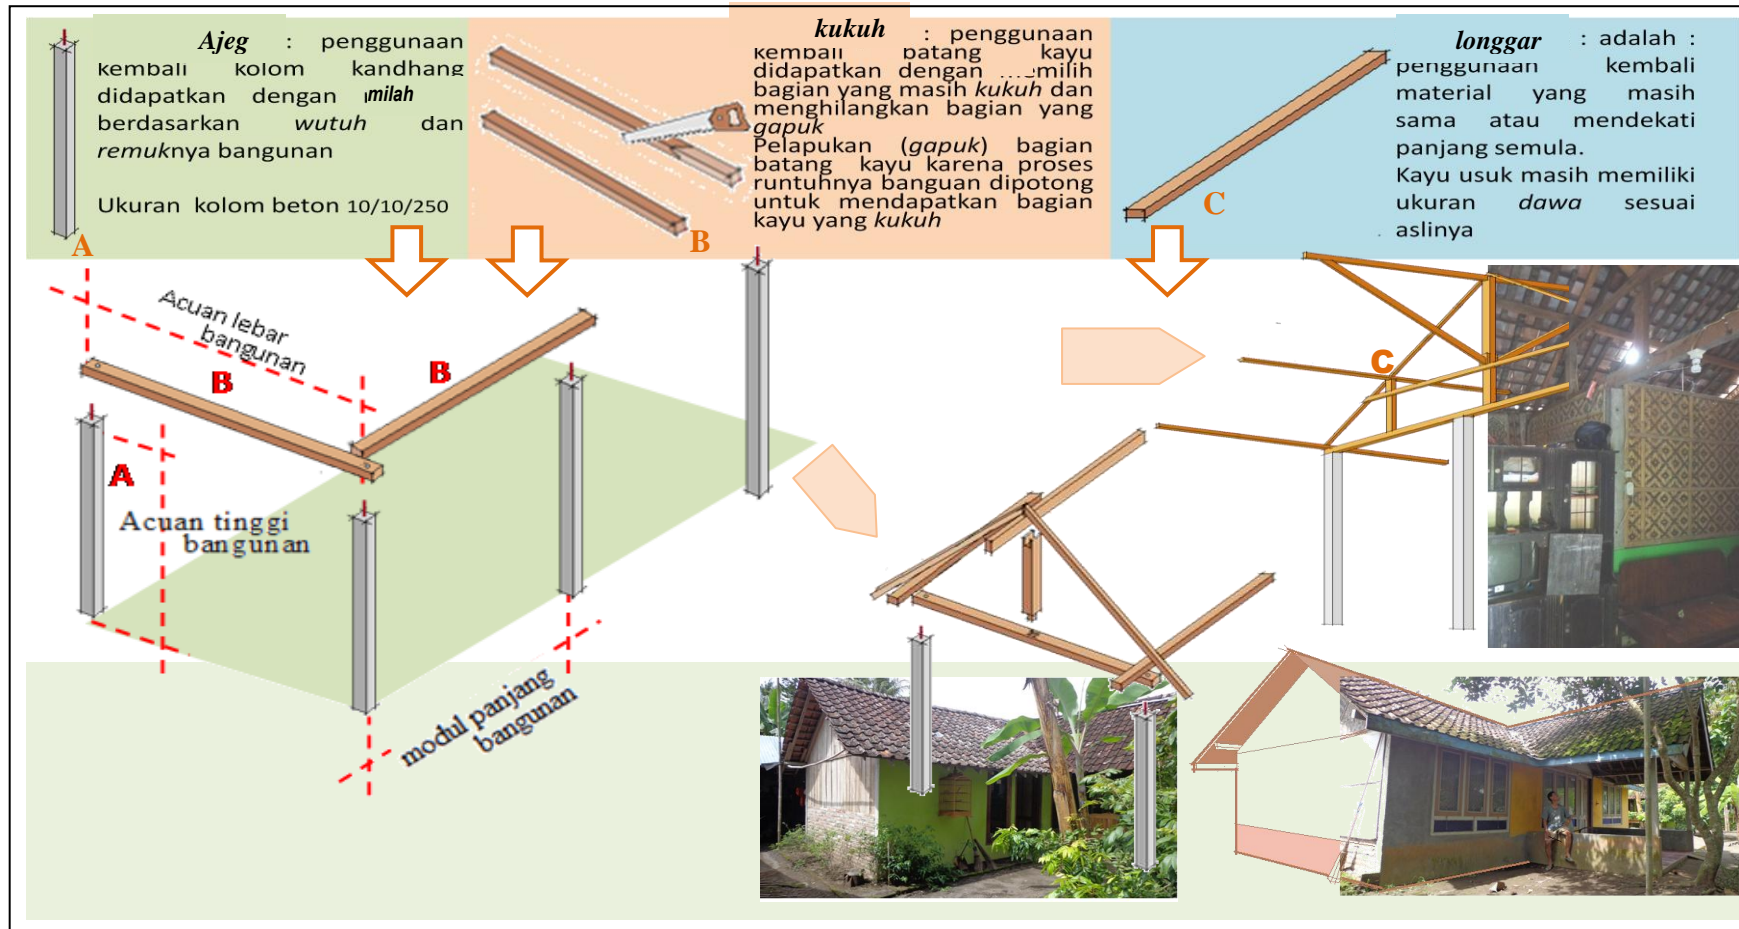 Ajeg : penggunaan
kembali kolom kandhang
didapatkan dengan milah
berdasarkan wutuh dan
remuknya bangunan
Ukuran kolom beton 10/10/250
A
kukuh : penggunaan
kembali batang kayu
didapatkan dengan memilih
bagian yang masih kukuh dan
menghilangkan bagian yang
gapuk
Pelapukan (gapuk) bagian
batang kayu karena proses
runtuhnya banguan dipotong
untuk mendapatkan bagian
kayu yang kukuh
B
longgar : adalah :
penggunaan kembali
material yang masih
sama atau mendekati
panjang semula.
Kayu usuk masih memiliki
ukuran dawa sesuai
aslinya
C
Acuan lebar
bangunan
B
B
A
Acuan tinggi
bangunan
modul panjang
bangunan
C